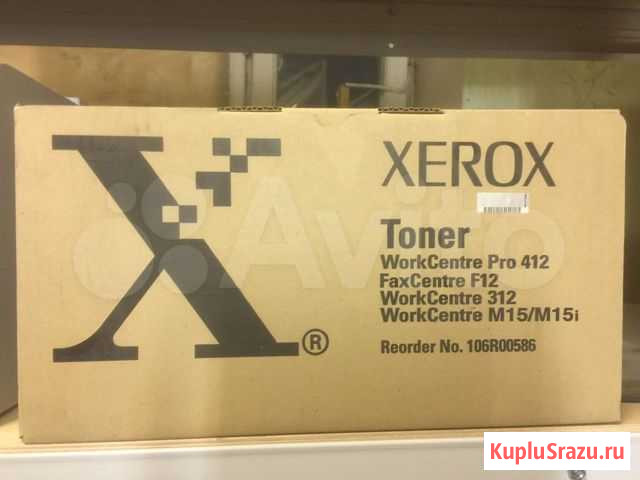 X®
XEROX
Toner
WorkCentre Pro 412
FaxCentre F12
WorkCentre 312
WorkCentre M15/M15i
Reorder No. 106R00586
Avito
KupluSrazu.ru